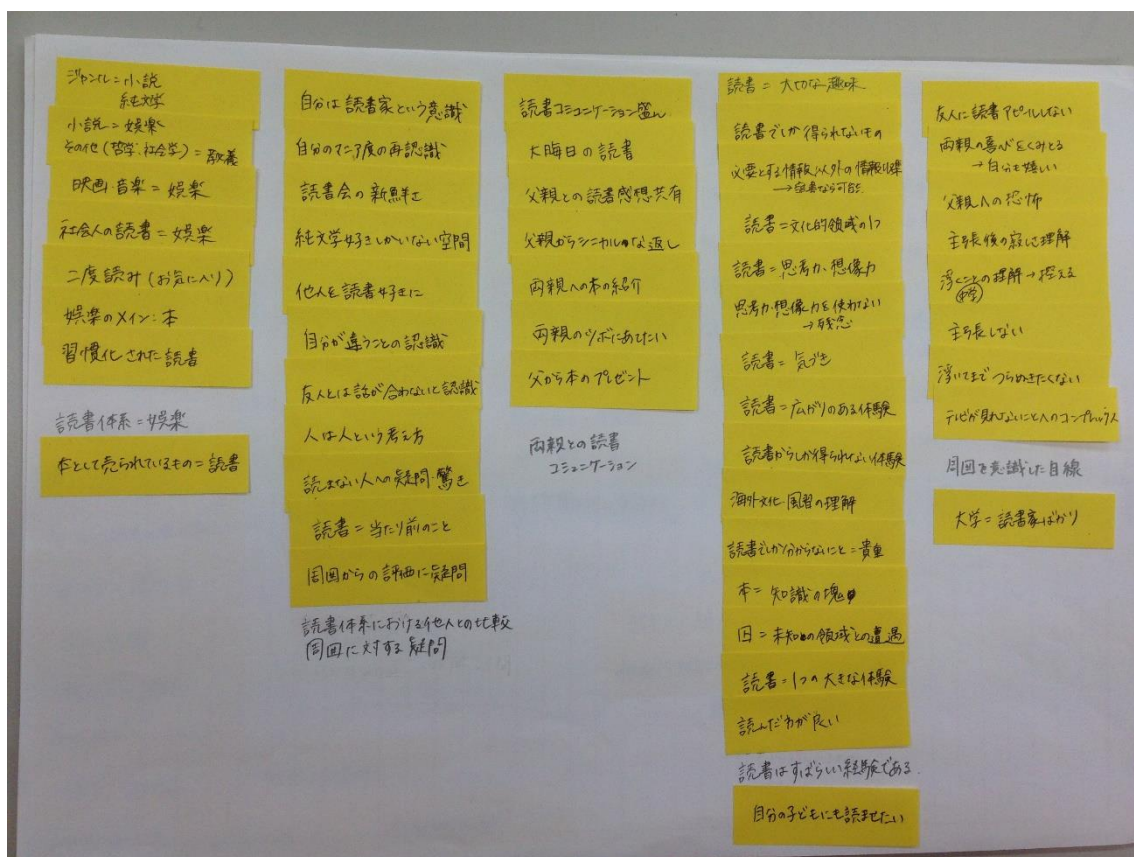 ジャンル=小説
純文学
小説=娯楽
その他(哲学・社会学)=教養
映画・音楽=娯楽
社会人の読書=娯楽
二度読み(お気に入り)
娯楽のメイン:本
習慣化された読書
読書体系=娯楽
本として売られているもの=読書
自分は読書家という意識
自分のマニア度の再認識
読書会の新鮮さ
純文学好きしかいない空間
他人を読書好きに
自分が違うことの認識
友人とは話が合わないと認識
人は人という考え方
読まない人への疑問・驚き
読書=当たり前のこと
周囲からの評価に疑問
読書体系における他人との比較
周囲に対する疑問
読書コミュニケーション盛ん
大晦日の読書
父親との読書感想共有
父親からシニカルな返し
両親への本の紹介
両親のツボにあてたい
父から本のプレゼント
両親との読書
コミュニケーション
読書=大切な趣味
読書でしか得られないもの
必要とする情報以外の情報収集
→読書なら可能
読書=文化的領域の1つ
読書=思考力・想像力
思考力・想像力を使わない
→残念
読書=気づき
読書=広がりのある体験
読書からしか得られない体験
海外文化・風習の理解
読書でしか分からないこと=貴重
本=知識の塊
=未知の領域との遭遇
読書=1つの大きな体験
読んだ方が良い
読書はすばらしい経験である
自分の子どもにも読ませたい
友人に読書アピールしない
両親の喜びをくみとる
→自分も嬉しい
父親への恐怖
主張後の寂しさ理解
浮くことの理解→控える
主張しない
浮いてまでつらぬきたくない
テレビが見れないことへのコンプレックス
周囲を意識した目線
大学=読書家ばかり